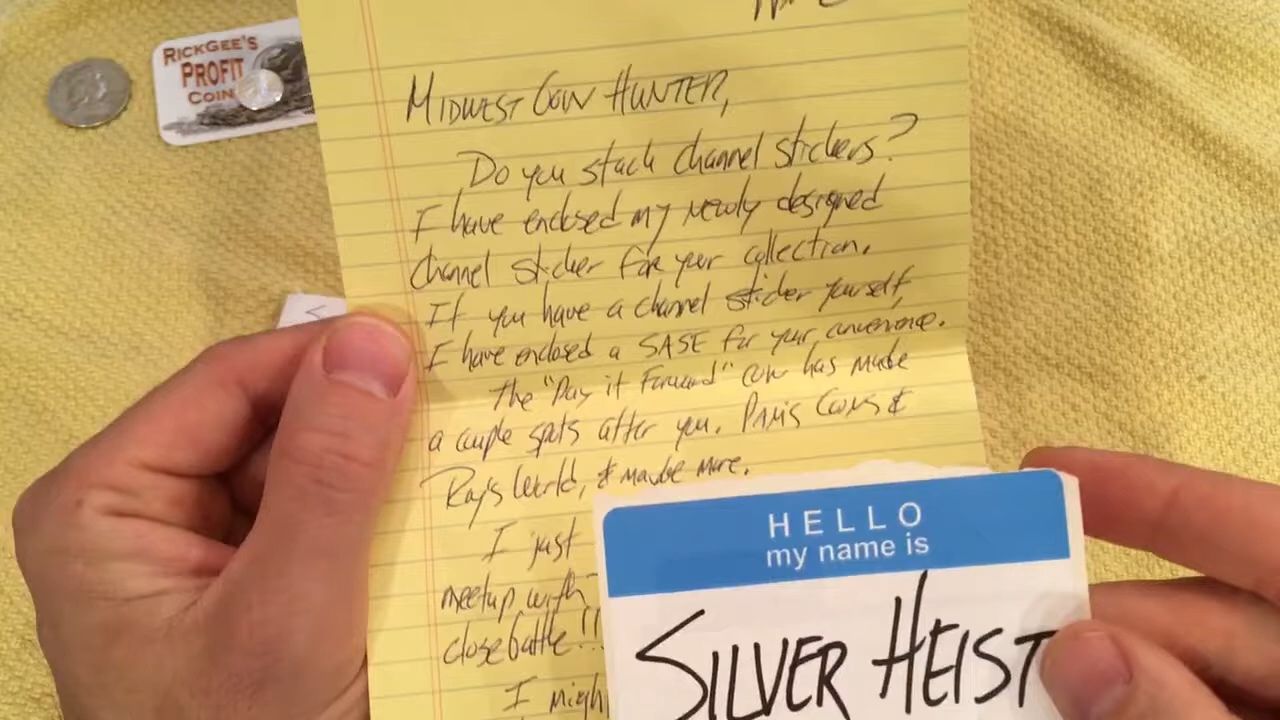 RICKGEE'S
PROFIT
COIN
MIDWEST COIN HUNTER,
Do you stack channel stickers?
I have enclosed my newly designed
channel sticker for your collection.
If you have a channel sticker yourself,
I have enclosed a SASE for your convenience.
The "Pay it Forward" coin has made
a couple spots after you. PARIS COINS &
Ray's World, & maybe more.
I just
meetup with
close battle!!
I migh
HELLO
my name is
SILVER HEIST